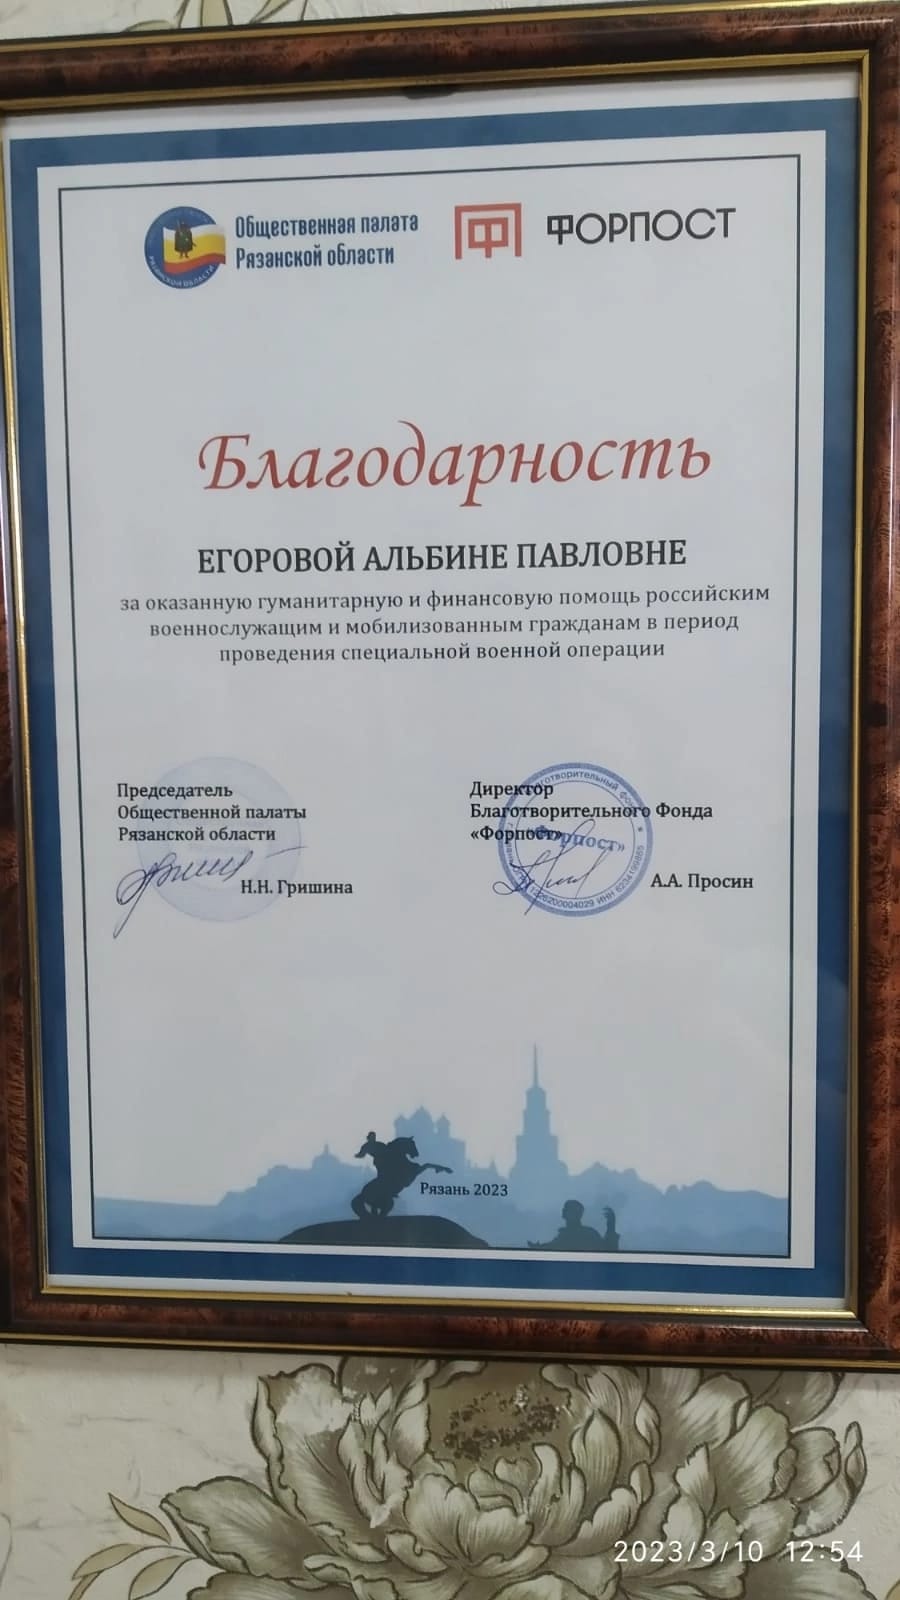 Общественная палата
Рязанской области
ФОРПОСТ
Благодарность
ЕГОРОВОЙ АЛЬБИНЕ ПАВЛОВНЕ
за оказанную гуманитарную и финансовую помощь российским
военнослужащим и мобилизованным гражданам в период
проведения специальной военной операции
Председатель
Общественной палаты
Рязанской области
Н.Н. Гришина
Директор
Благотворительного Фонда
«Форпост»
А.А. Просин
«Форпост»
Рязань 2023
2023/3/10 12:54